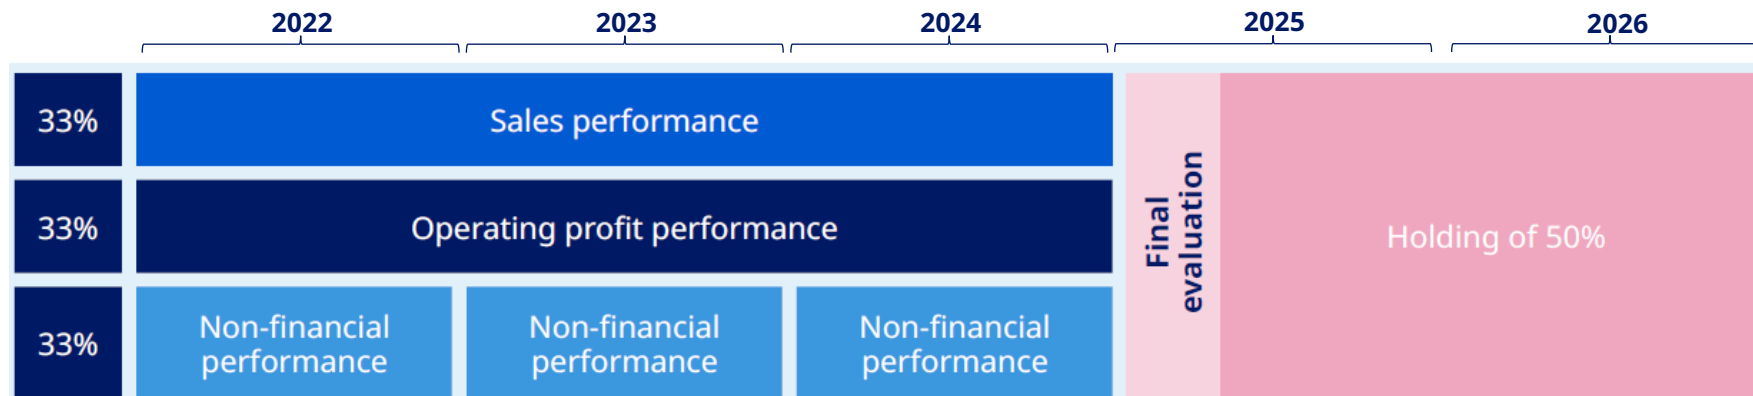 2022
2023
2024
2025
2026
33%
Sales performance
33%
Operating profit performance
33%
Non-financial
performance
Non-financial
performance
Non-financial
performance
Final
evaluation
Holding of 50%